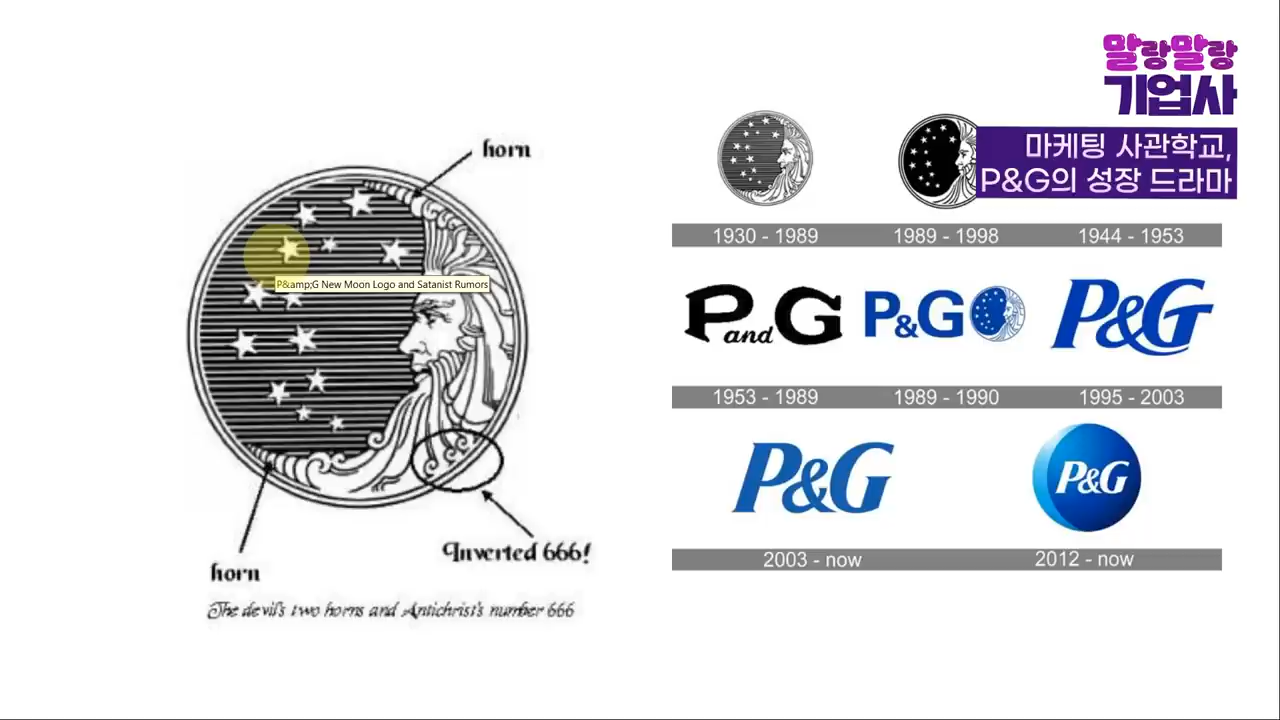 말랑말랑
기업사
마케팅 사관학교,
P&G의 성장 드라마
horn
P&amp;G New Moon Logo and Satanist Rumors
horn
Inverted 666!
The devil's two horns and Antichrist's number 666
1930 - 1989 1989 - 1998 1944 - 1953
P and G P&G P&G
1953 - 1989 1989 - 1990 1995 - 2003
P&G P&G
2003 - now 2012 - now